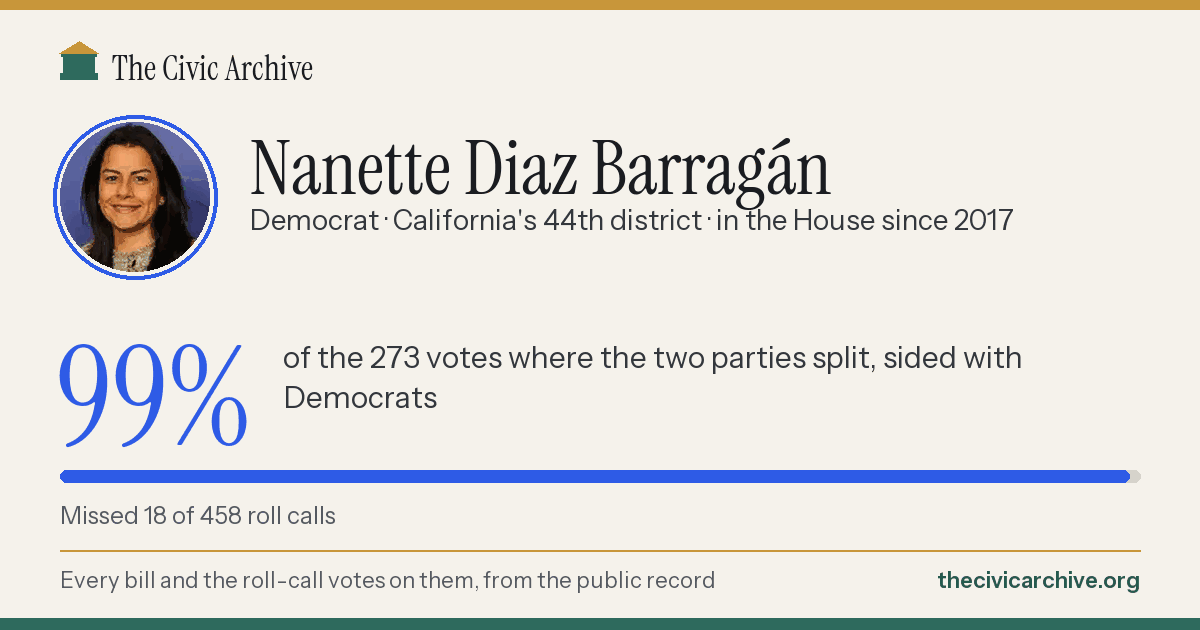 The Civic Archive
Nanette Diaz Barragán
Democrat · California's 44th district · in the House since 2017
99%
of the 273 votes where the two parties split, sided with
Democrats
Missed 18 of 458 roll calls
Every bill and the roll-call votes on them, from the public record
thecivicarchive.org